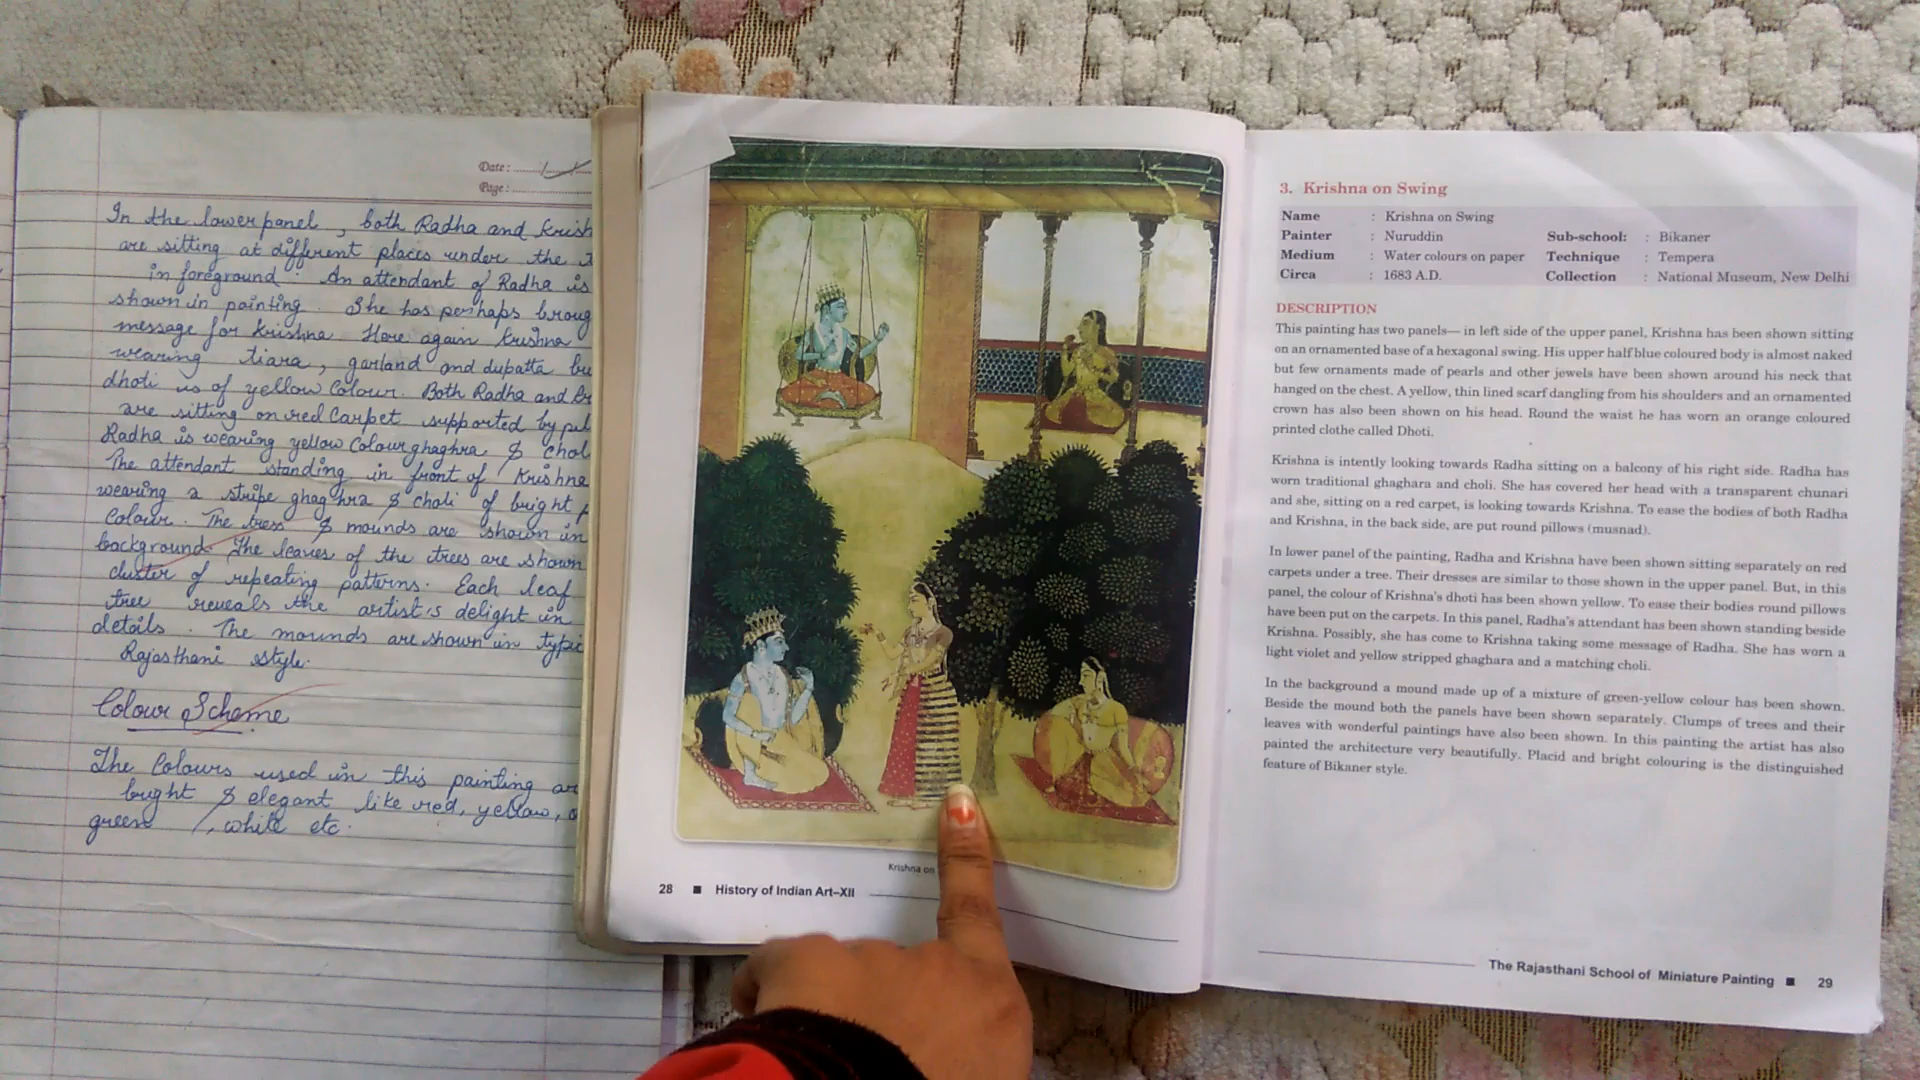 Date :
Page :
In the lower panel , both Radha and Krish
are sitting at different places under the
in foreground . An attendant of Radha is
shown in painting . She has perhaps broug
message for Krishna . Here again Krishna
wearing tiara , garland and dupatta bu
dhoti is of yellow Colour . Both Radha and Kr
are sitting on red Carpet supported by pil
Radha is wearing yellow Colour ghaghra & chol
The attendant standing in front of Krishna
wearing a stripe ghaghra & choli of bright p
Colour . The tress & mounds are shown in
background . The leaves of the trees are shown
cluster of repeating patterns . Each leaf
tree reveals the artist's delight in
details . The mounds are shown in typic
Rajasthani style .
Colour Scheme
The Colours used in this painting ar
bright & elegant like red, yellow, o
green , white etc .
Krishna on
28 ■ History of Indian Art–XII
3. Krishna on Swing
Name : Krishna on Swing
Painter : Nuruddin Sub-school: : Bikaner
Medium : Water colours on paper Technique : Tempera
Circa : 1683 A.D. Collection : National Museum, New Delhi
DESCRIPTION
This painting has two panels— in left side of the upper panel, Krishna has been shown sitting
on an ornamented base of a hexagonal swing. His upper half blue coloured body is almost naked
but few ornaments made of pearls and other jewels have been shown around his neck that
hanged on the chest. A yellow, thin lined scarf dangling from his shoulders and an ornamented
crown has also been shown on his head. Round the waist he has worn an orange coloured
printed clothe called Dhoti.
Krishna is intently looking towards Radha sitting on a balcony of his right side. Radha has
worn traditional ghaghara and choli. She has covered her head with a transparent chunari
and she, sitting on a red carpet, is looking towards Krishna. To ease the bodies of both Radha
and Krishna, in the back side, are put round pillows (musnad).
In lower panel of the painting, Radha and Krishna have been shown sitting separately on red
carpets under a tree. Their dresses are similar to those shown in the upper panel. But, in this
panel, the colour of Krishna's dhoti has been shown yellow. To ease their bodies round pillows
have been put on the carpets. In this panel, Radha's attendant has been shown standing beside
Krishna. Possibly, she has come to Krishna taking some message of Radha. She has worn a
light violet and yellow stripped ghaghara and a matching choli.
In the background a mound made up of a mixture of green-yellow colour has been shown.
Beside the mound both the panels have been shown separately. Clumps of trees and their
leaves with wonderful paintings have also been shown. In this painting the artist has also
painted the architecture very beautifully. Placid and bright colouring is the distinguished
feature of Bikaner style.
The Rajasthani School of Miniature Painting ■ 29